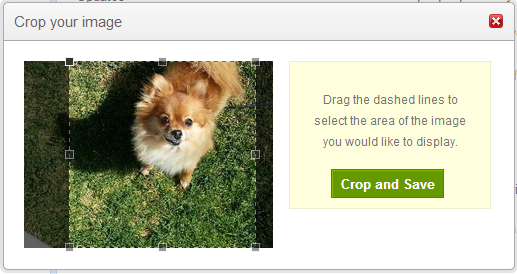 Crop your image
Drag the dashed lines to
select the area of the image
you would like to display.
Crop and Save